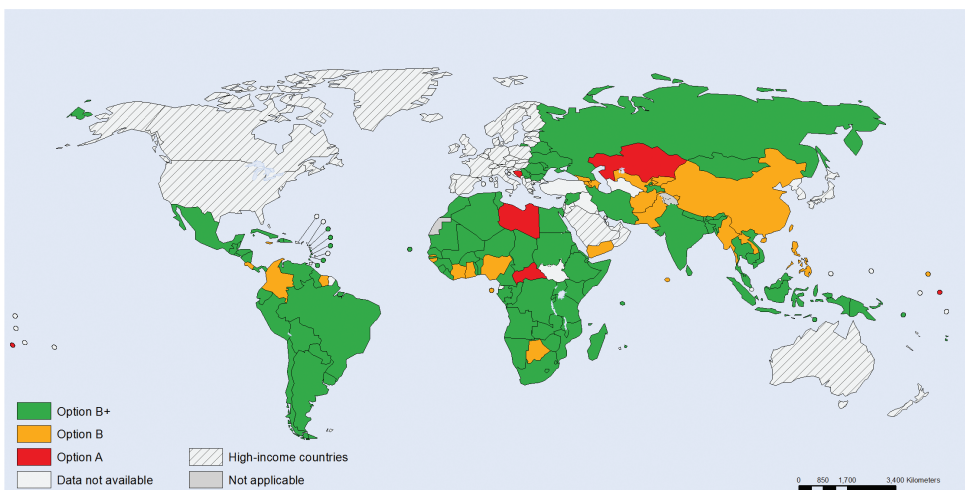 Option B+
Option B
Option A
Data not available
High-income countries
Not applicable
0 850 1,700 3,400 Kilometers